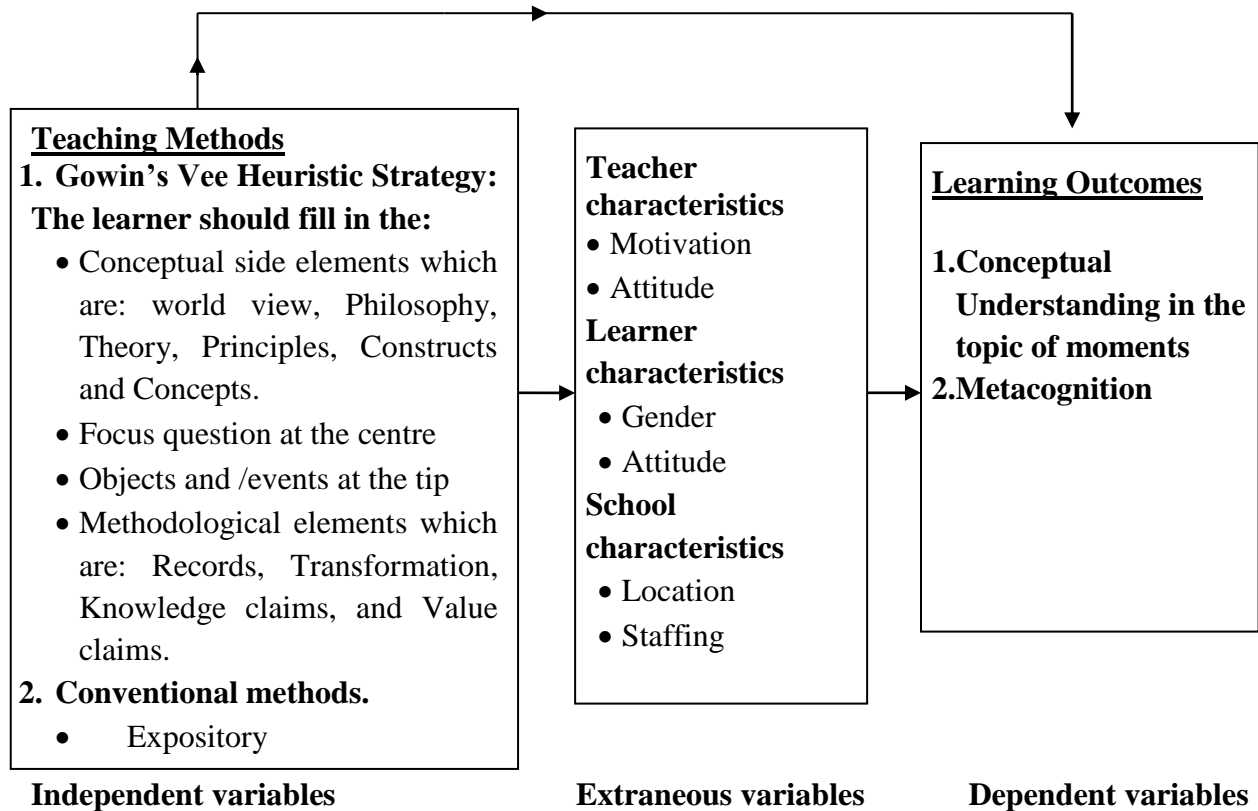 Teaching Methods
1. Gowin’s Vee Heuristic Strategy:
The learner should fill in the:
• Conceptual side elements which
are: world view, Philosophy,
Theory, Principles, Constructs
and Concepts.
• Focus question at the centre
• Objects and /events at the tip
• Methodological elements which
are: Records, Transformation,
Knowledge claims, and Value
claims.
2. Conventional methods.
• Expository
Independent variables
Teacher
characteristics
• Motivation
• Attitude
Learner
characteristics
• Gender
• Attitude
School
characteristics
• Location
• Staffing
Extraneous variables
Learning Outcomes
1.Conceptual
Understanding in the
topic of moments
2.Metacognition
Dependent variables